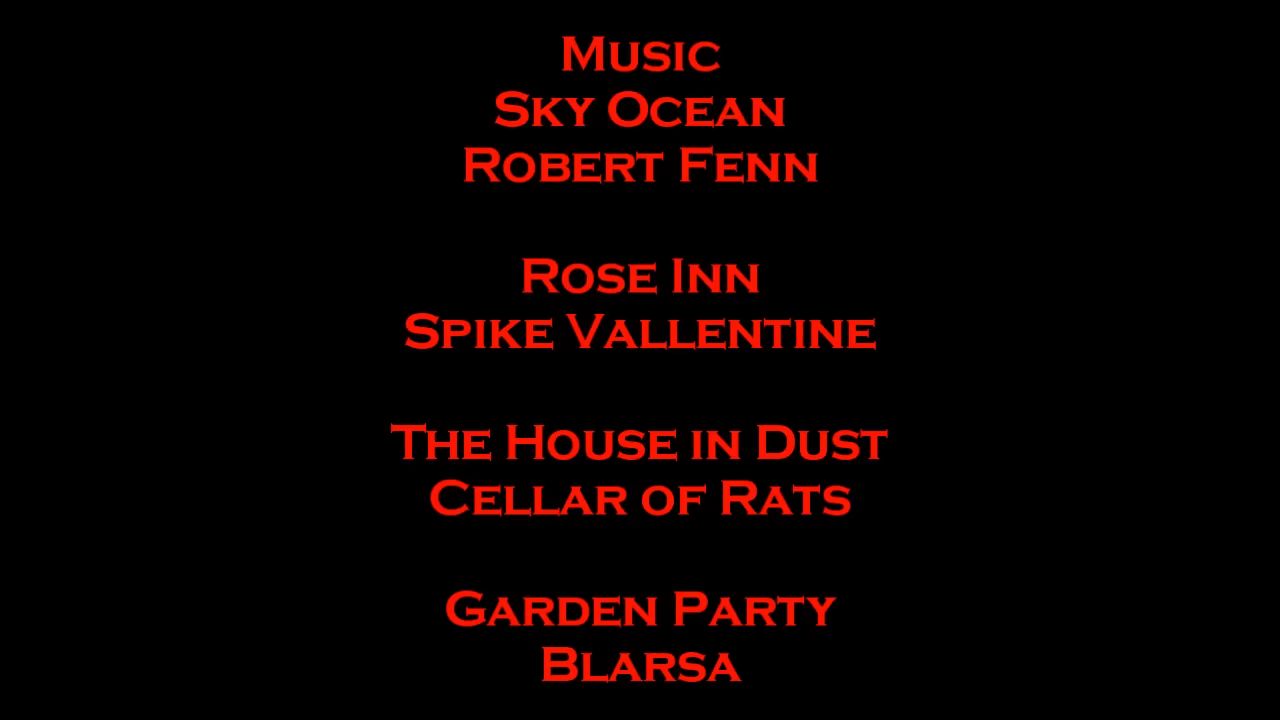 Music
Sky Ocean
Robert Fenn
Rose Inn
Spike Vallentine
The House in Dust
Cellar of Rats
Garden Party
Blarsa